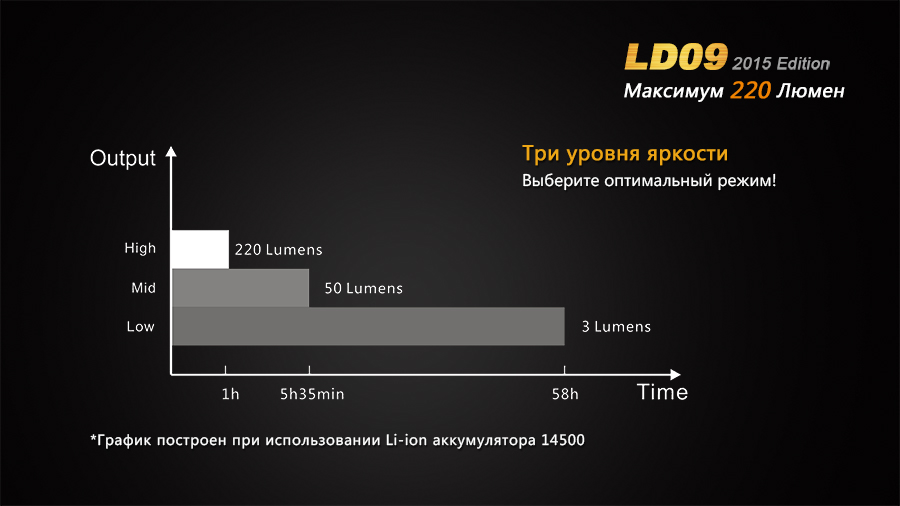 LD09 2015 Edition
Максимум 220 Люмен
Три уровня яркости
Выберите оптимальный режим!
Output
High 220 Lumens
Mid 50 Lumens
Low 3 Lumens
1h 5h35min 58h
Time
*График построен при использовании Li-ion аккумулятора 14500